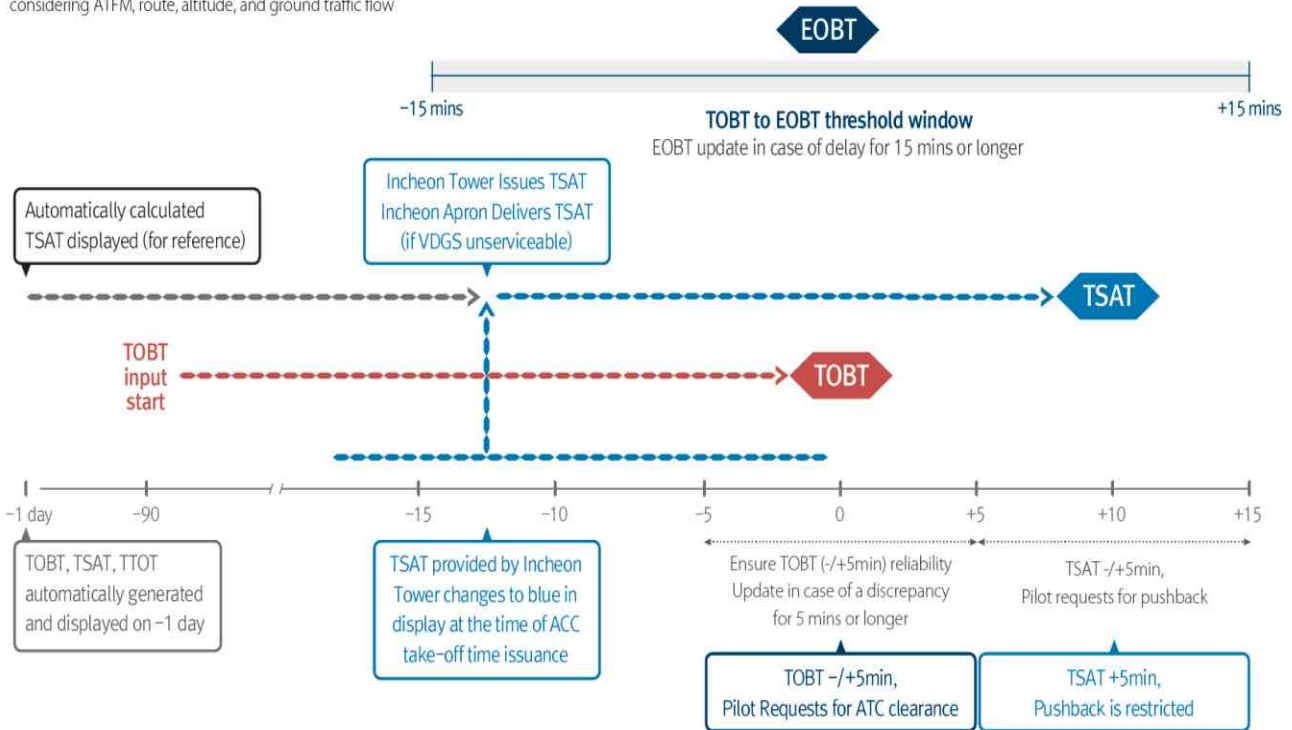 considering ATFM, route, altitude, and ground traffic flow
EOBT
−15 mins
+15 mins
TOBT to EOBT threshold window
EOBT update in case of delay for 15 mins or longer
Incheon Tower Issues TSAT
Incheon Apron Delivers TSAT
(if VDGS unserviceable)
Automatically calculated
TSAT displayed (for reference)
TSAT
TOBT
input
start
TOBT
−1 day
−90
−15
−10
−5
0
+5
+10
+15
TOBT, TSAT, TTOT
automatically generated
and displayed on −1 day
TSAT provided by Incheon
Tower changes to blue in
display at the time of ACC
take−off time issuance
Ensure TOBT (-/+5min) reliability
Update in case of a discrepancy
for 5 mins or longer
TSAT -/+5min,
Pilot requests for pushback
TOBT −/+5min,
Pilot Requests for ATC clearance
TSAT +5min,
Pushback is restricted